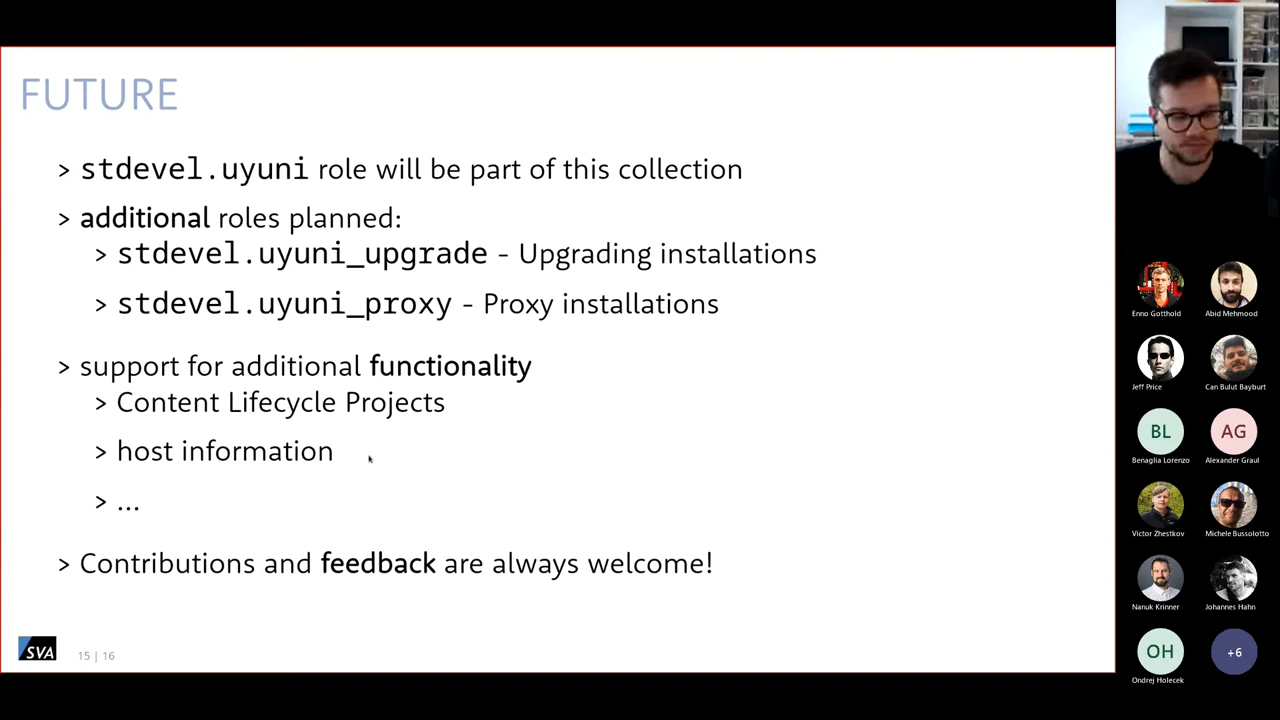 FUTURE
> stdevel.uyuni role will be part of this collection
> additional roles planned:
> stdevel.uyuni_upgrade - Upgrading installations
> stdevel.uyuni_proxy - Proxy installations
> support for additional functionality
> Content Lifecycle Projects
> host information
> ...
> Contributions and feedback are always welcome!
SVA
15 | 16
Enno Gotthold
Abid Mehmood
Jeff Price
Can Bulut Bayburt
BL
AG
Benaglia Lorenzo
Alexander Graul
Victor Zhestkov
Michele Bussolotto
Nanuk Krinner
Johannes Hahn
OH
+6
Ondrej Holecek